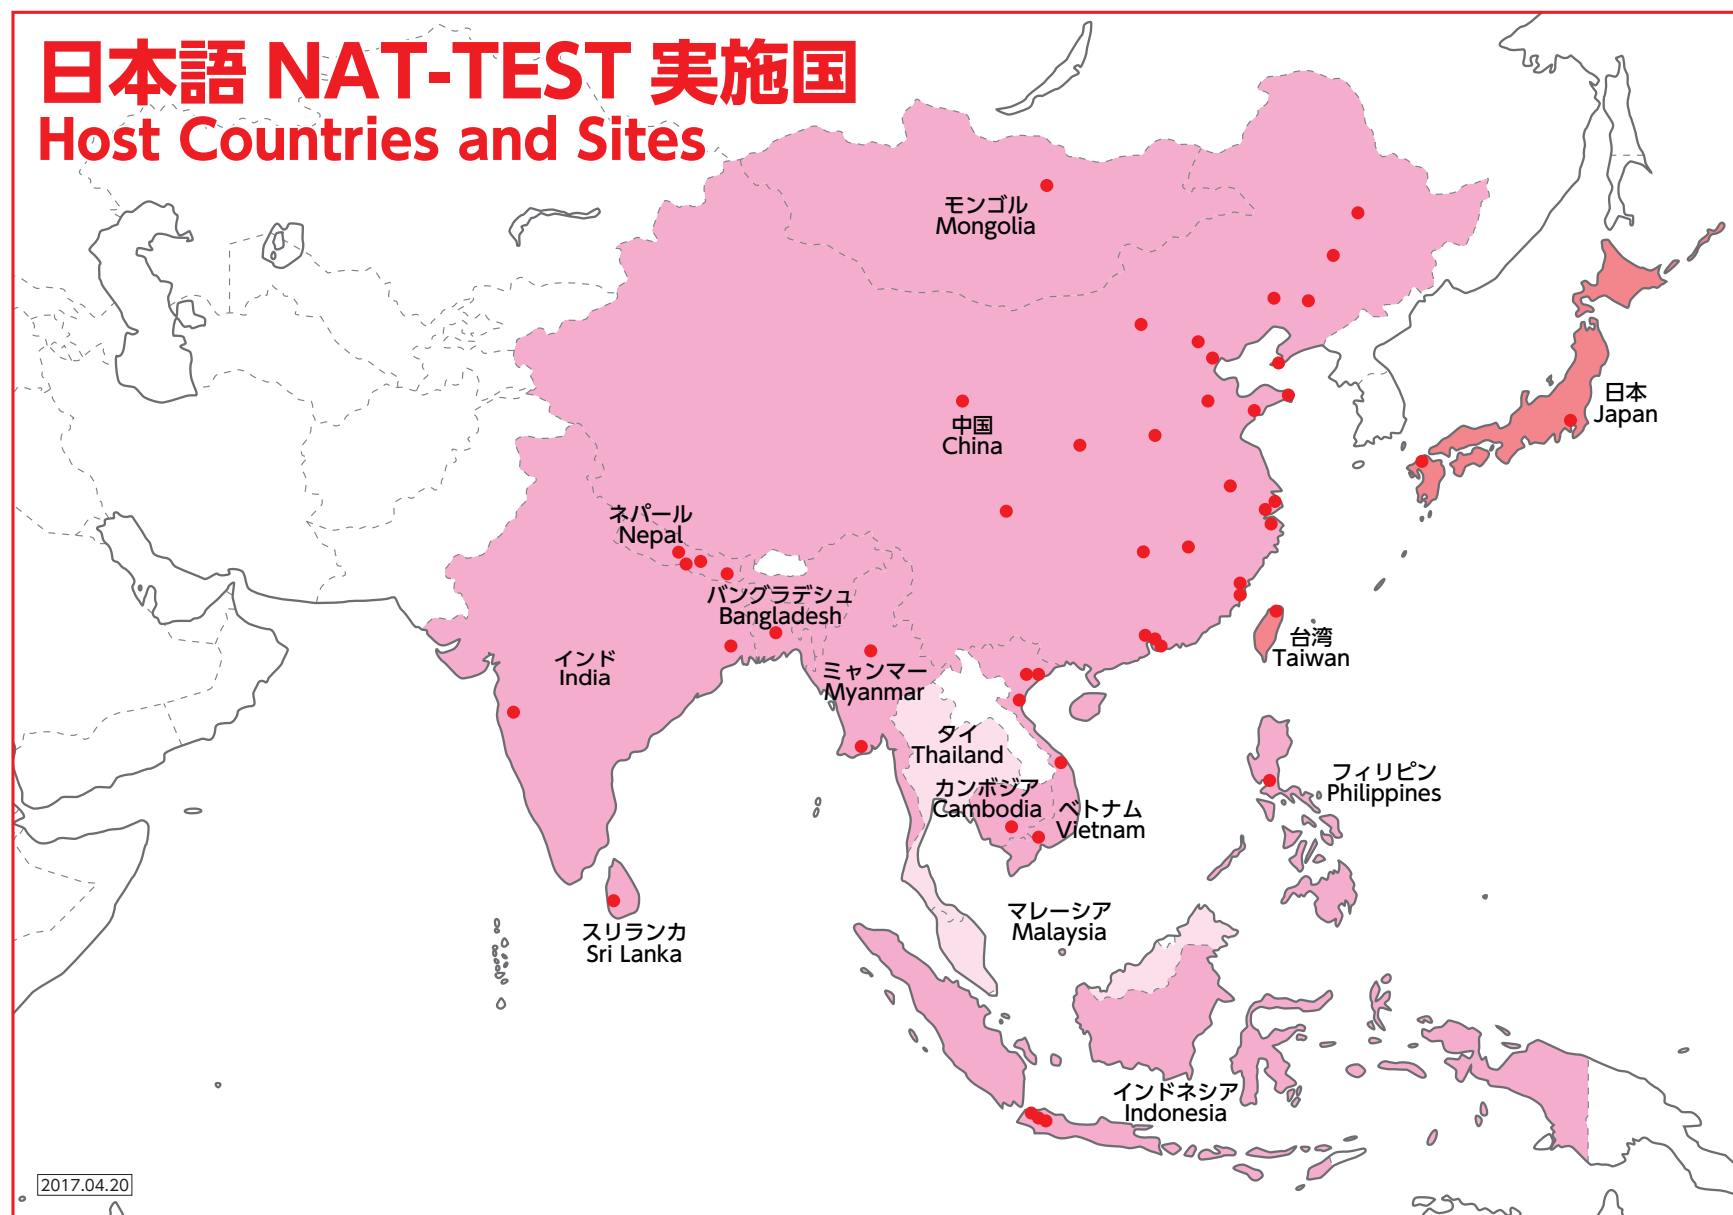 日本語 NAT-TEST 実施国
Host Countries and Sites
モンゴル
Mongolia
日本
Japan
中国
China
ネパール
Nepal
バングラデシュ
Bangladesh
インド
India
ミャンマー
Myanmar
台湾
Taiwan
タイ
Thailand
カンボジア
Cambodia
ベトナム
Vietnam
フィリピン
Philippines
スリランカ
Sri Lanka
マレーシア
Malaysia
インドネシア
Indonesia
2017.04.20